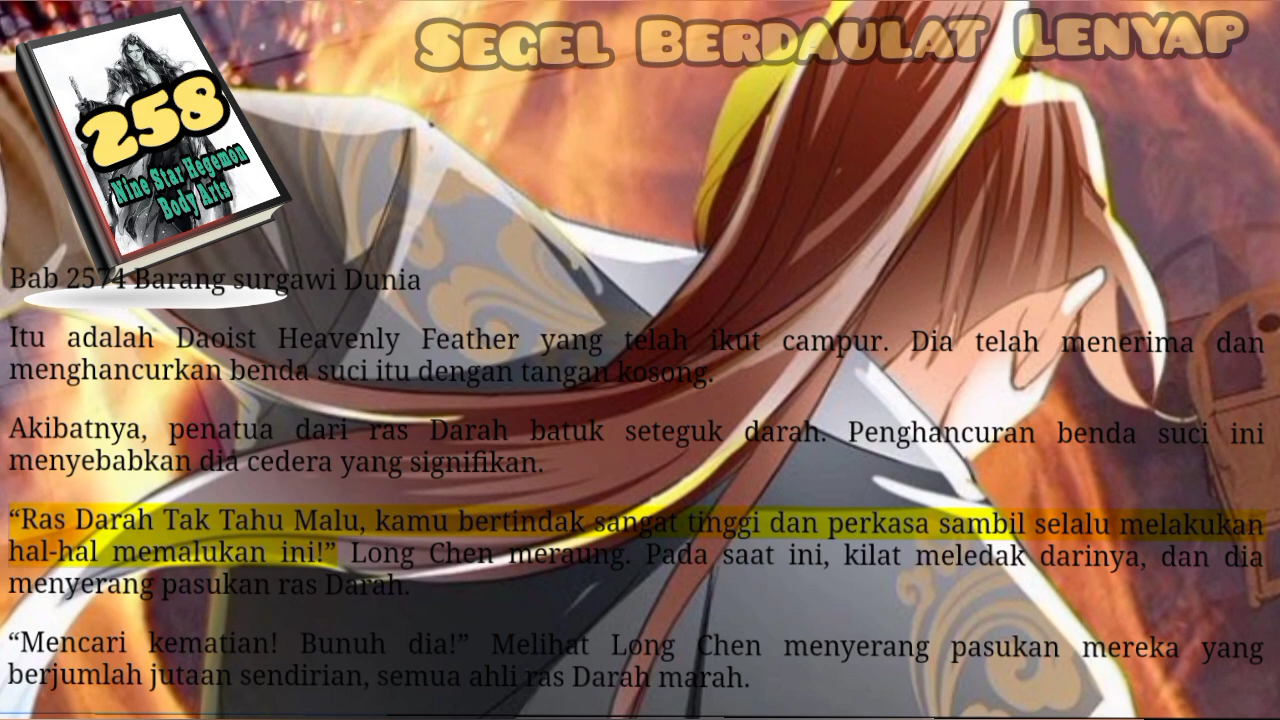 Segel Berdaulat Lenyap
258
Nine Star Hegemon
Body Arts
Bab 2574 Barang surgawi Dunia
Itu adalah Daoist Heavenly Feather yang telah ikut campur. Dia telah menerima dan
menghancurkan benda suci itu dengan tangan kosong.
Akibatnya, penatua dari ras Darah batuk seteguk darah. Penghancuran benda suci ini
menyebabkan dia cedera yang signifikan.
“Ras Darah Tak Tahu Malu, kamu bertindak sangat tinggi dan perkasa sambil selalu melakukan
hal-hal memalukan ini!” Long Chen meraung. Pada saat ini, kilat meledak darinya, dan dia
menyerang pasukan ras Darah.
“Mencari kematian! Bunuh dia!” Melihat Long Chen menyerang pasukan mereka yang
berjumlah jutaan sendirian, semua ahli ras Darah marah.